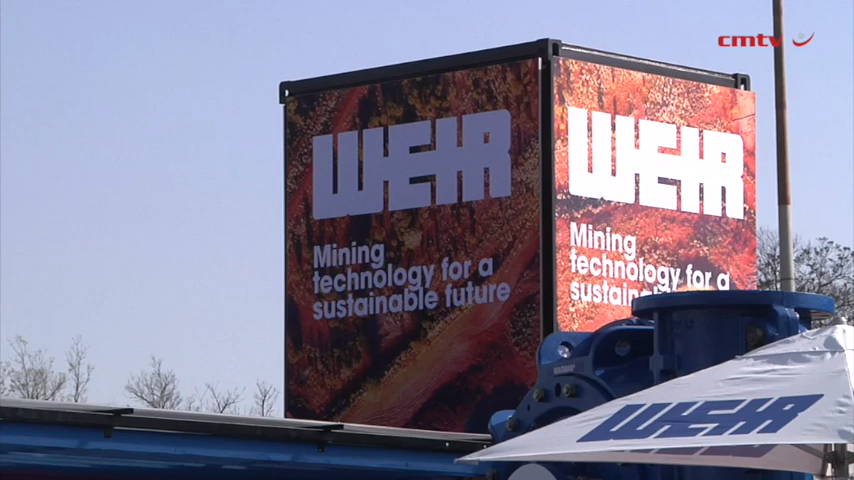 cmtv
WEIR
Mining
technology for a
sustainable future
WEIR
Mining
technology for a
WEIR